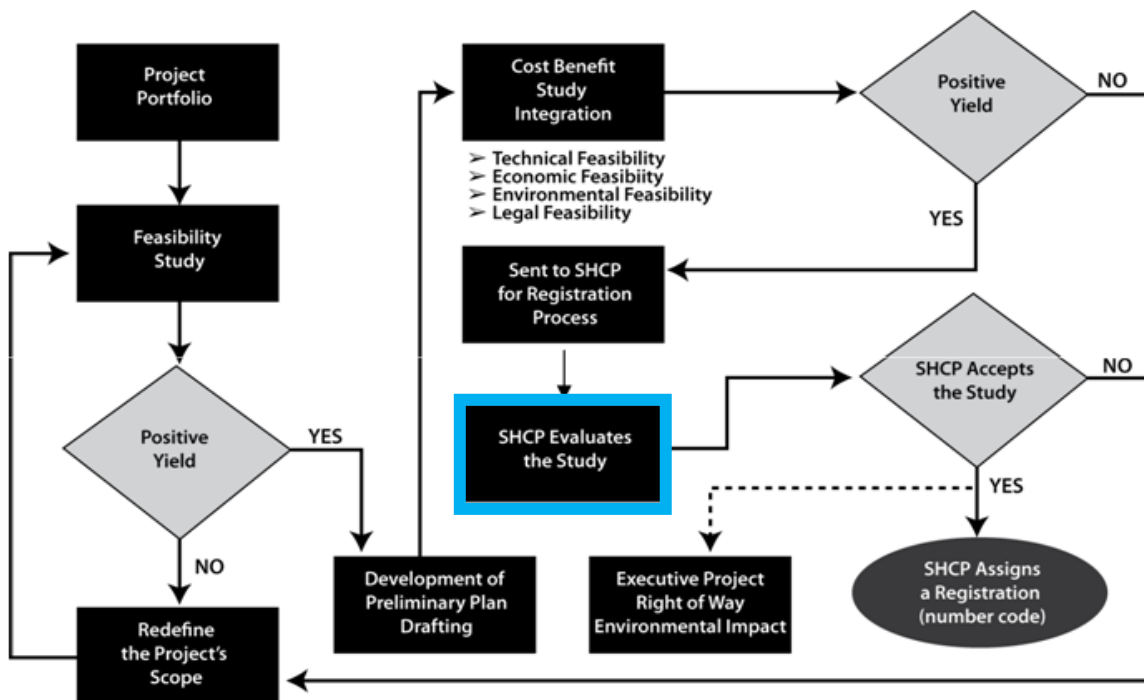 Project
Portfolio
Feasibility
Study
Positive
Yield
YES
NO
Redefine
the Project's
Scope
Development of
Preliminary Plan
Drafting
Cost Benefit
Study
Integration
➢ Technical Feasibility
➢ Economic Feasibiity
➢ Environmental Feasibility
➢ Legal Feasibility
Positive
Yield
NO
YES
Sent to SHCP
for Registration
Process
SHCP Evaluates
the Study
SHCP Accepts
the Study
NO
YES
Executive Project
Right of Way
Environmental Impact
SHCP Assigns
a Registration
(number code)